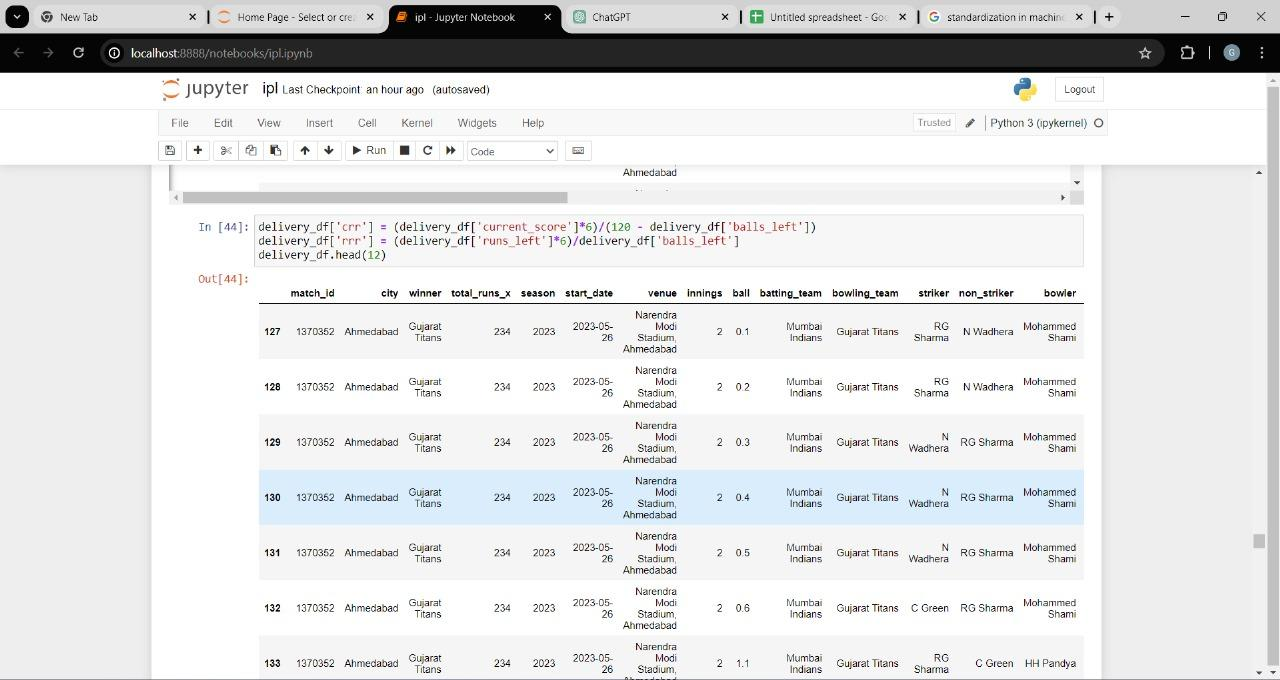 New Tab
Home Page - Select or crea
ipl - Jupyter Notebook
ChatGPT
Untitled spreadsheet - Goo
standardization in machine
localhost:8888/notebooks/ipl.ipynb
G
jupyter ipl Last Checkpoint: an hour ago (autosaved)
Logout
File Edit View Insert Cell Kernel Widgets Help
Trusted Python 3 (ipykernel)
Run Code
Ahmedabad
In [44]: delivery_df['crr'] = (delivery_df['current_score']*6)/(120 - delivery_df['balls_left'])
delivery_df['rrr'] = (delivery_df['runs_left']*6)/delivery_df['balls_left']
delivery_df.head(12)
Out[44]:
match_id city winner total_runs_x season start_date venue innings ball batting_team bowling_team striker non_striker bowler
127 1370352 Ahmedabad Gujarat Titans 234 2023 2023-05-26 Narendra Modi Stadium, Ahmedabad 2 0.1 Mumbai Indians Gujarat Titans RG Sharma N Wadhera Mohammed Shami
128 1370352 Ahmedabad Gujarat Titans 234 2023 2023-05-26 Narendra Modi Stadium, Ahmedabad 2 0.2 Mumbai Indians Gujarat Titans RG Sharma N Wadhera Mohammed Shami
129 1370352 Ahmedabad Gujarat Titans 234 2023 2023-05-26 Narendra Modi Stadium, Ahmedabad 2 0.3 Mumbai Indians Gujarat Titans N Wadhera RG Sharma Mohammed Shami
130 1370352 Ahmedabad Gujarat Titans 234 2023 2023-05-26 Narendra Modi Stadium, Ahmedabad 2 0.4 Mumbai Indians Gujarat Titans N Wadhera RG Sharma Mohammed Shami
131 1370352 Ahmedabad Gujarat Titans 234 2023 2023-05-26 Narendra Modi Stadium, Ahmedabad 2 0.5 Mumbai Indians Gujarat Titans N Wadhera RG Sharma Mohammed Shami
132 1370352 Ahmedabad Gujarat Titans 234 2023 2023-05-26 Narendra Modi Stadium, Ahmedabad 2 0.6 Mumbai Indians Gujarat Titans C Green RG Sharma Mohammed Shami
133 1370352 Ahmedabad Gujarat Titans 234 2023 2023-05-26 Narendra Modi Stadium, 2 1.1 Mumbai Indians Gujarat Titans RG Sharma C Green HH Pandya